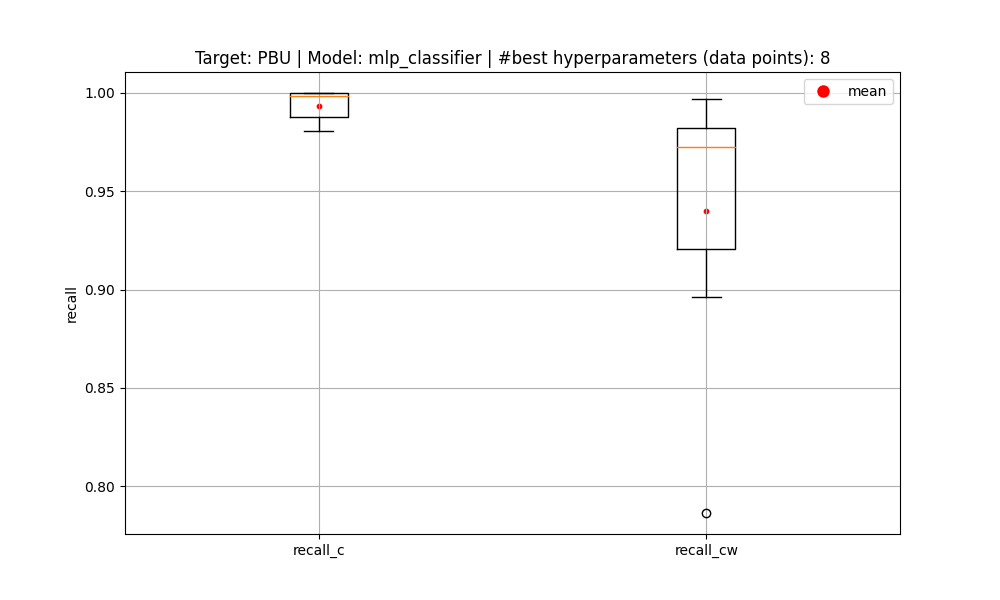 Target: PBU | Model: mlp_classifier | #best hyperparameters (data points): 8
mean
1.00
0.95
0.90
0.85
0.80
recall
recall_c
recall_cw